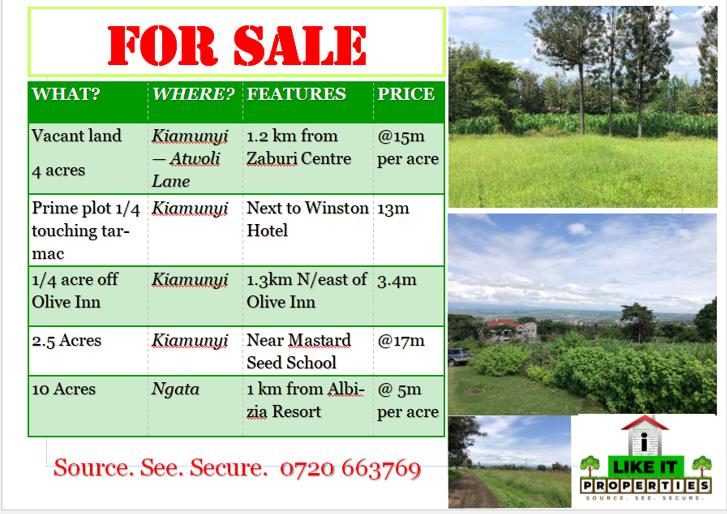 FOR SALE
WHAT? WHERE? FEATURES PRICE
Vacant land
4 acres
Kiamunyi
— Atwoli
Lane
1.2 km from
Zaburi Centre
@15m
per acre
Prime plot 1/4
touching tar-
mac
Kiamunyi
Next to Winston
Hotel
13m
1/4 acre off
Olive Inn
Kiamunyi
1.3km N/east of
Olive Inn
3.4m
2.5 Acres
Kiamunyi
Near Mastard
Seed School
@17m
10 Acres
Ngata
1 km from Albi-
zia Resort
@ 5m
per acre
Source. See. Secure. 0720 663769
i
LIKE IT
PROPERTIES
SOURCE. SEE. SECURE.